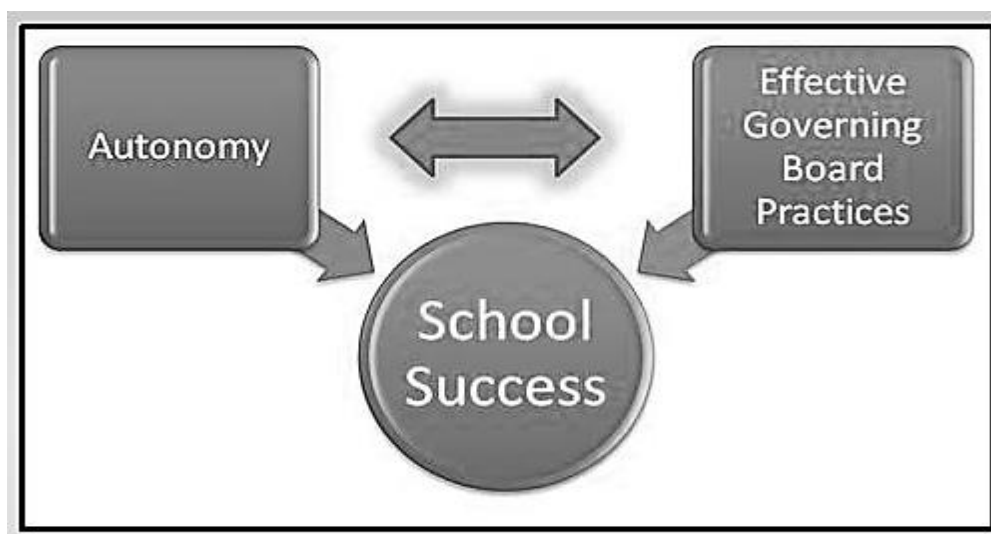 Autonomy
Effective
Governing
Board
Practices
School
Success